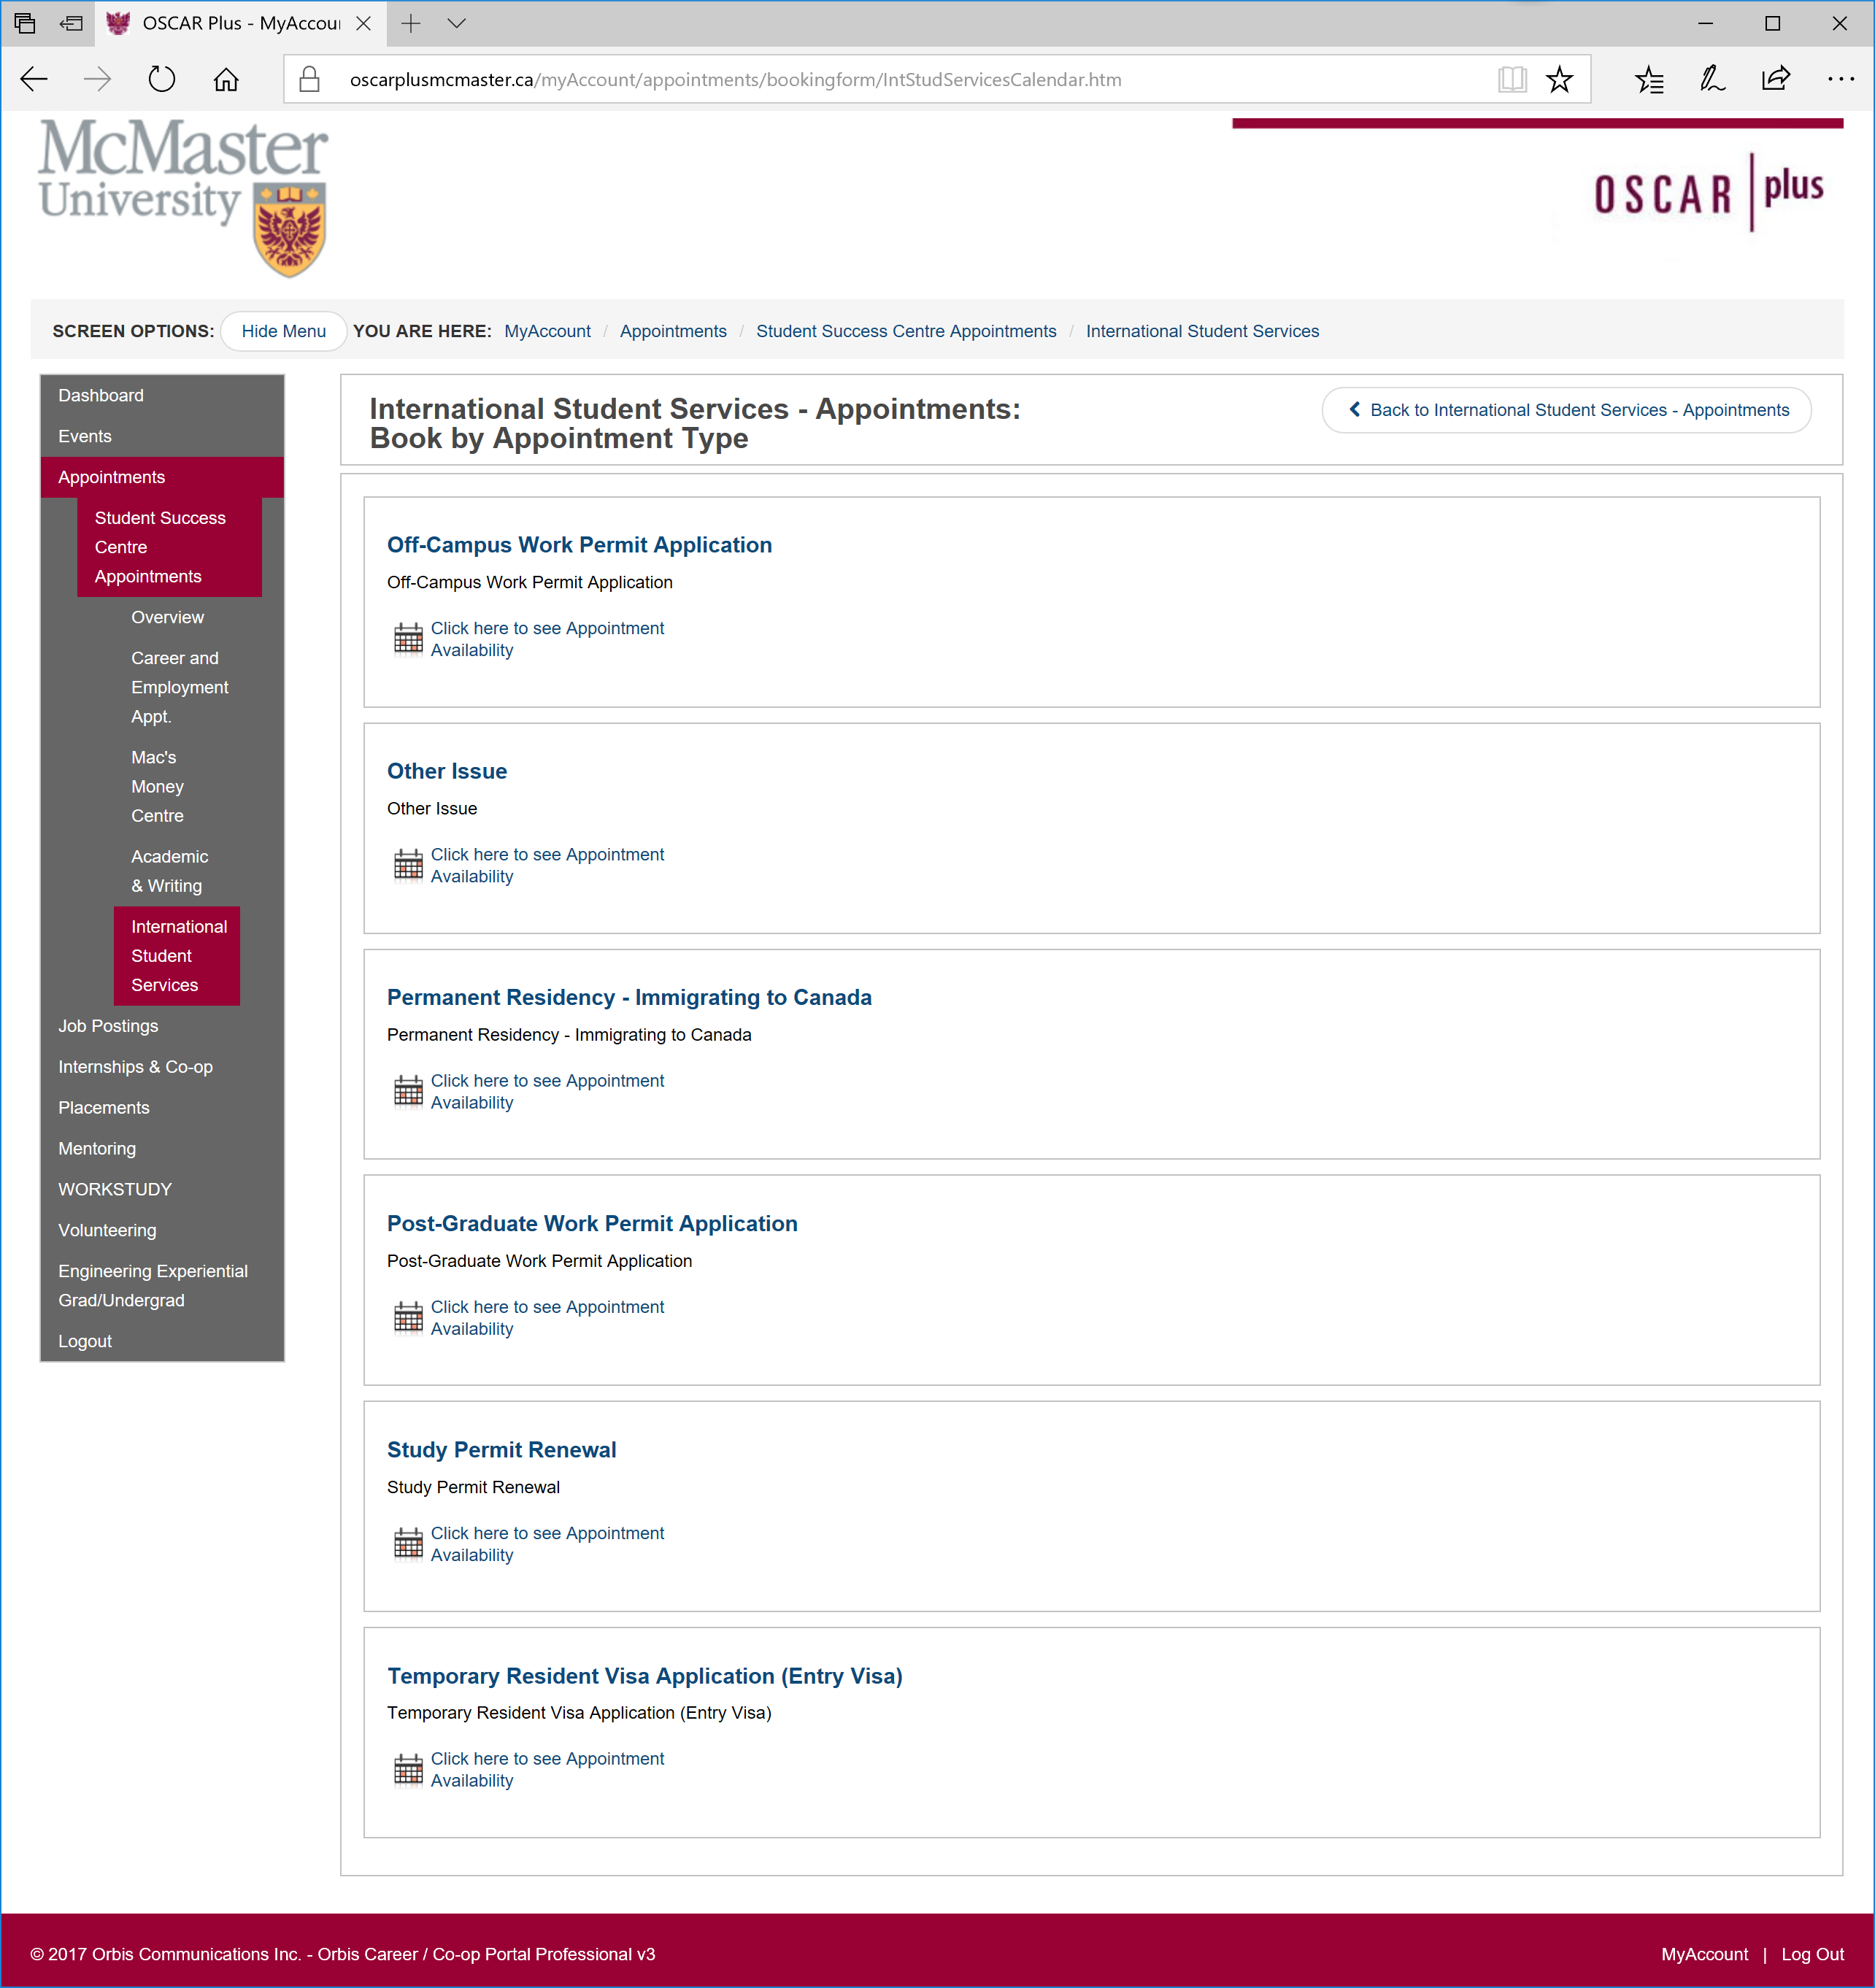 OSCAR Plus - MyAccou
oscarplusmcmaster.ca/myAccount/appointments/bookingform/IntStudServicesCalendar.htm
McMaster
University
OSCAR plus
SCREEN OPTIONS: Hide Menu YOU ARE HERE: MyAccount / Appointments / Student Success Centre Appointments / International Student Services
Dashboard
Events
Appointments
Student Success
Centre
Appointments
Overview
Career and
Employment
Appt.
Mac's
Money
Centre
Academic
& Writing
International
Student
Services
Job Postings
Internships & Co-op
Placements
Mentoring
WORKSTUDY
Volunteering
Engineering Experiential
Grad/Undergrad
Logout
International Student Services - Appointments:
Book by Appointment Type
Back to International Student Services - Appointments
Off-Campus Work Permit Application
Off-Campus Work Permit Application
Click here to see Appointment
Availability
Other Issue
Other Issue
Click here to see Appointment
Availability
Permanent Residency - Immigrating to Canada
Permanent Residency - Immigrating to Canada
Click here to see Appointment
Availability
Post-Graduate Work Permit Application
Post-Graduate Work Permit Application
Click here to see Appointment
Availability
Study Permit Renewal
Study Permit Renewal
Click here to see Appointment
Availability
Temporary Resident Visa Application (Entry Visa)
Temporary Resident Visa Application (Entry Visa)
Click here to see Appointment
Availability
© 2017 Orbis Communications Inc. - Orbis Career / Co-op Portal Professional v3
MyAccount | Log Out